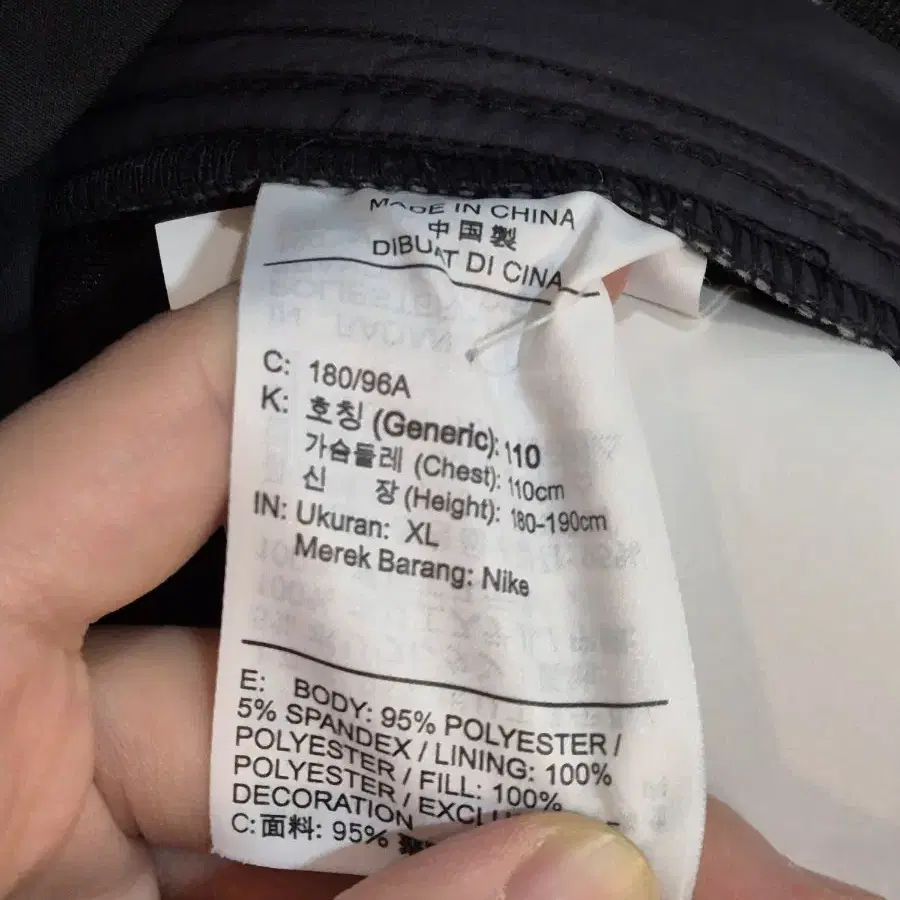 MADE IN CHINA
中国製
DIBUAT DI CINA
C: 180/96A
K: 호칭 (Generic): 110
가슴둘레 (Chest): 110cm
신 장 (Height): 180-190cm
IN: Ukuran: XL
Merek Barang: Nike
E: BODY: 95% POLYESTER /
5% SPANDEX / LINING: 100%
POLYESTER / FILL: 100%
POLYESTER /
DECORATION
C: 面料: 95%